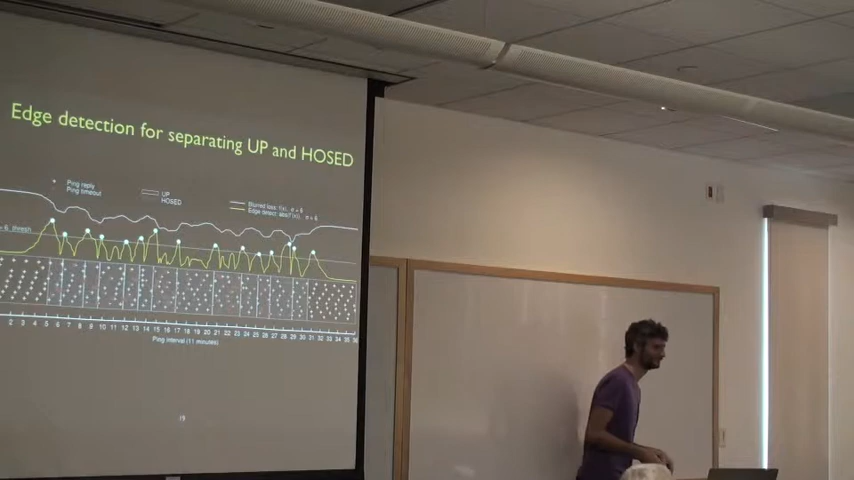 Edge detection for separating UP and HOSED
Ping reply
Ping timeout
UP
HOSED
Blurred loss: f(x),
Edge detect: abs(f'(x)),
thresh
2 3 4 5 6 7 8 9 10 11 12 13 14 15 16 17 18 19 20 21 22 23 24 25 26 27 28 29 30 31 32 33 34 35 36
Ping interval (11 minutes)